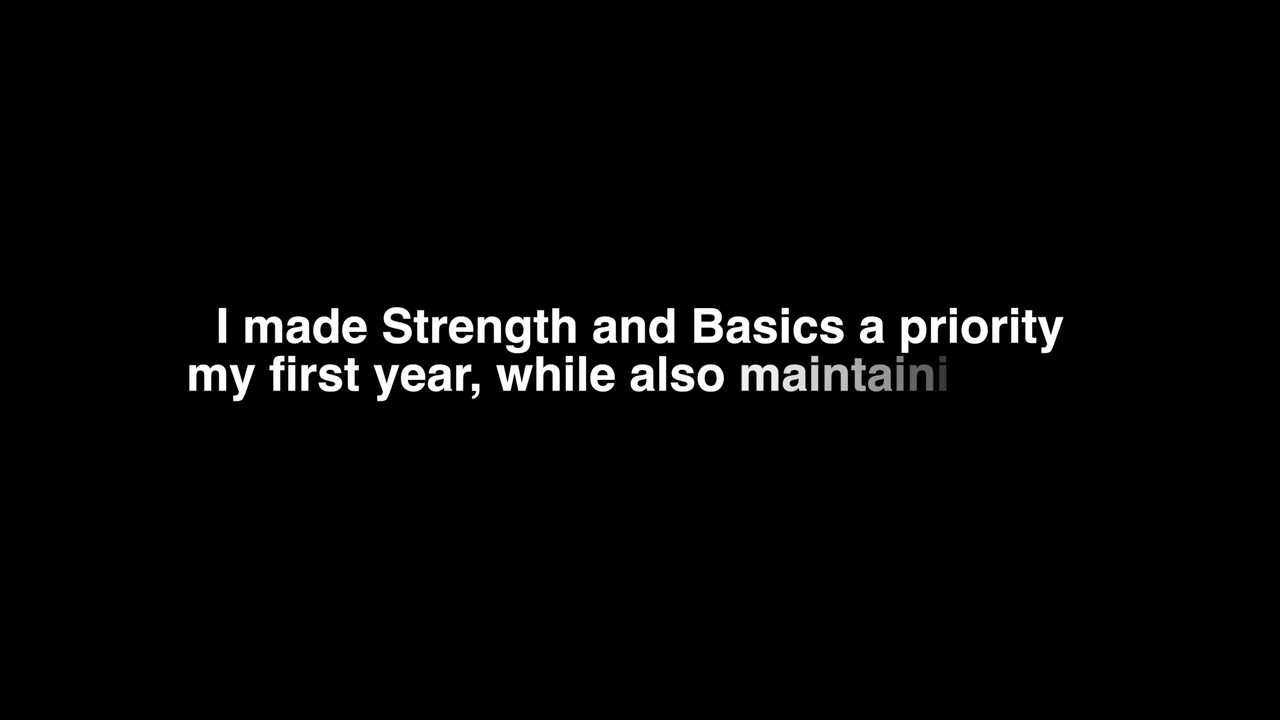 I made Strength and Basics a priority
my first year, while also maintaini